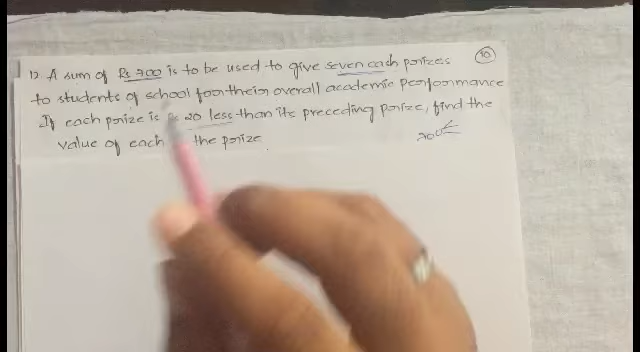 1) A sum of Rs 700 is to be used to give seven cash prizes
to students of school for their overall academic performance
If each prize is Rs 20 less than its preceding prize, find the
value of each the prize.
10
700